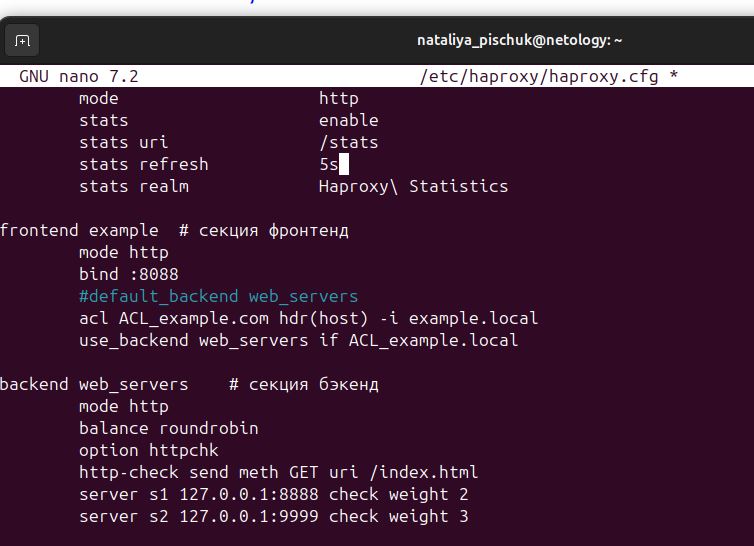 nataliya_pischuk@netology: ~
GNU nano 7.2 /etc/haproxy/haproxy.cfg *
mode http
stats enable
stats uri /stats
stats refresh 5s
stats realm Haproxy\ Statistics
frontend example # секция фронтенд
mode http
bind :8088
#default_backend web_servers
acl ACL_example.com hdr(host) -i example.local
use_backend web_servers if ACL_example.local
backend web_servers # секция бэкенд
mode http
balance roundrobin
option httpchk
http-check send meth GET uri /index.html
server s1 127.0.0.1:8888 check weight 2
server s2 127.0.0.1:9999 check weight 3